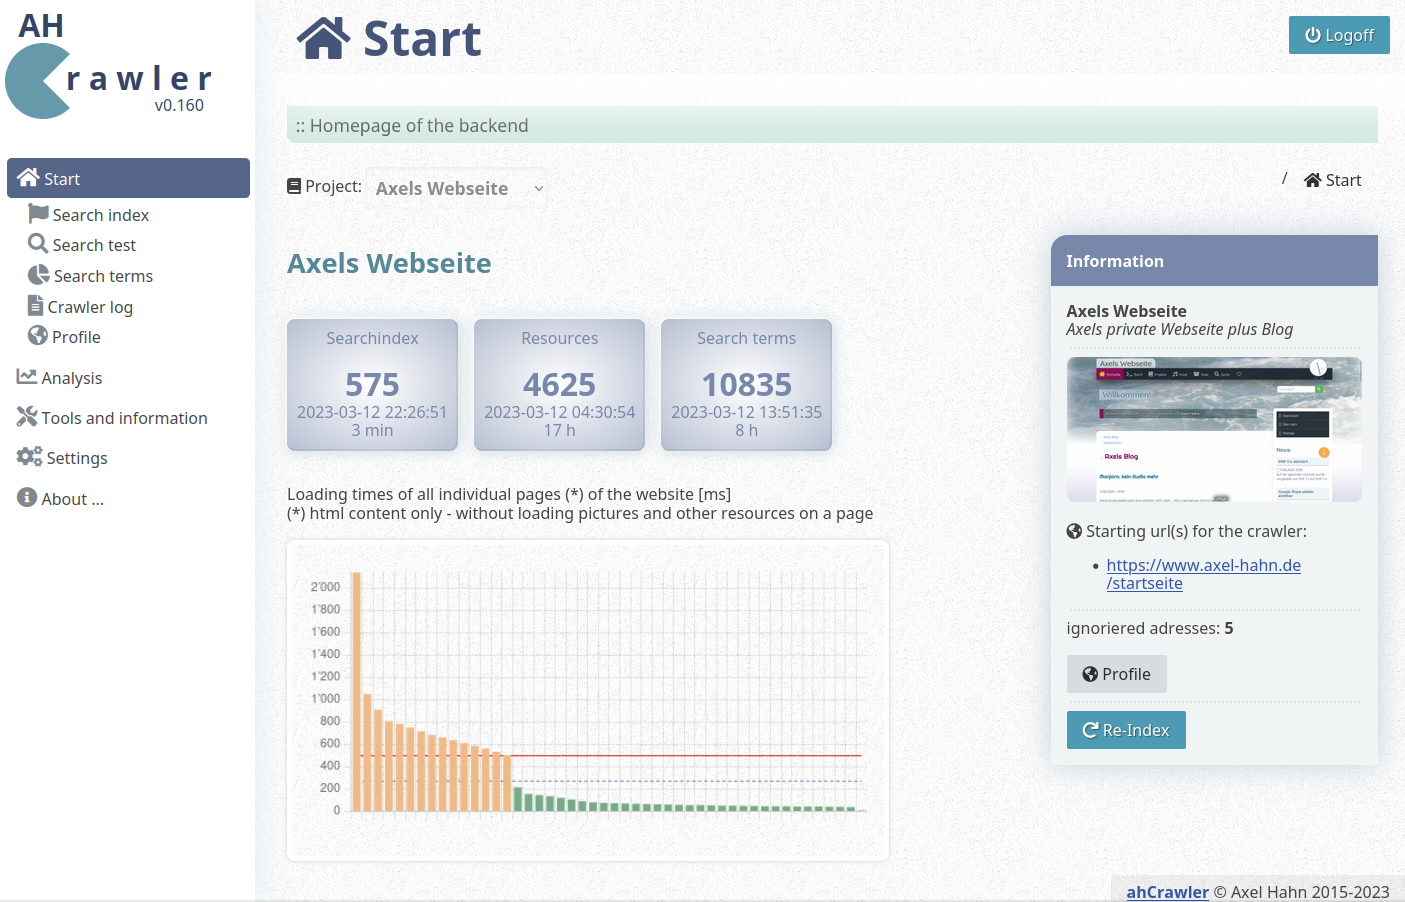 AH
rawler
v0.160
Start
Search index
Search test
Search terms
Crawler log
Profile
Analysis
Tools and information
Settings
About ...
Start
Logoff
:: Homepage of the backend
Project: Axels Webseite
/ Start
Axels Webseite
Searchindex
575
2023-03-12 22:26:51
3 min
Resources
4625
2023-03-12 04:30:54
17 h
Search terms
10835
2023-03-12 13:51:35
8 h
Loading times of all individual pages (*) of the website [ms]
(*) html content only - without loading pictures and other resources on a page
2'000
1'800
1'600
1'400
1'200
1'000
800
600
400
200
0
Information
Axels Webseite
Axels private Webseite plus Blog
Axels Webseite
Willkommen!
Axels Blog
Manjaro: kein Sudio mehr
Starting url(s) for the crawler:
https://www.axel-hahn.de
/startseite
ignoriered adresses: 5
Profile
Re-Index
ahCrawler © Axel Hahn 2015-2023